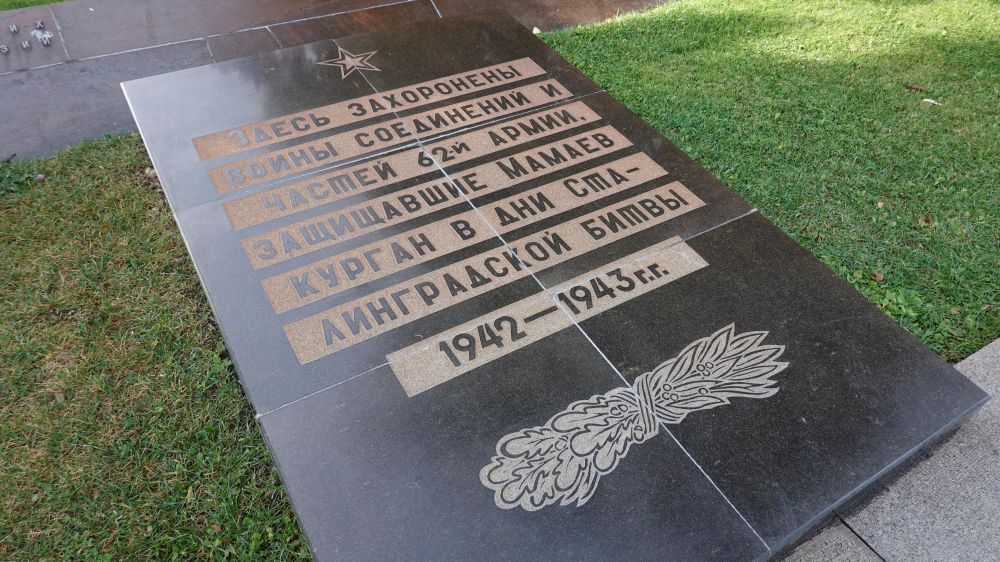 Здесь захоронены
воины соединений и
частей 62-й Армии,
защищавшие Мамаев
курган в дни Ста-
линградской битвы
1942—1943 г.г.